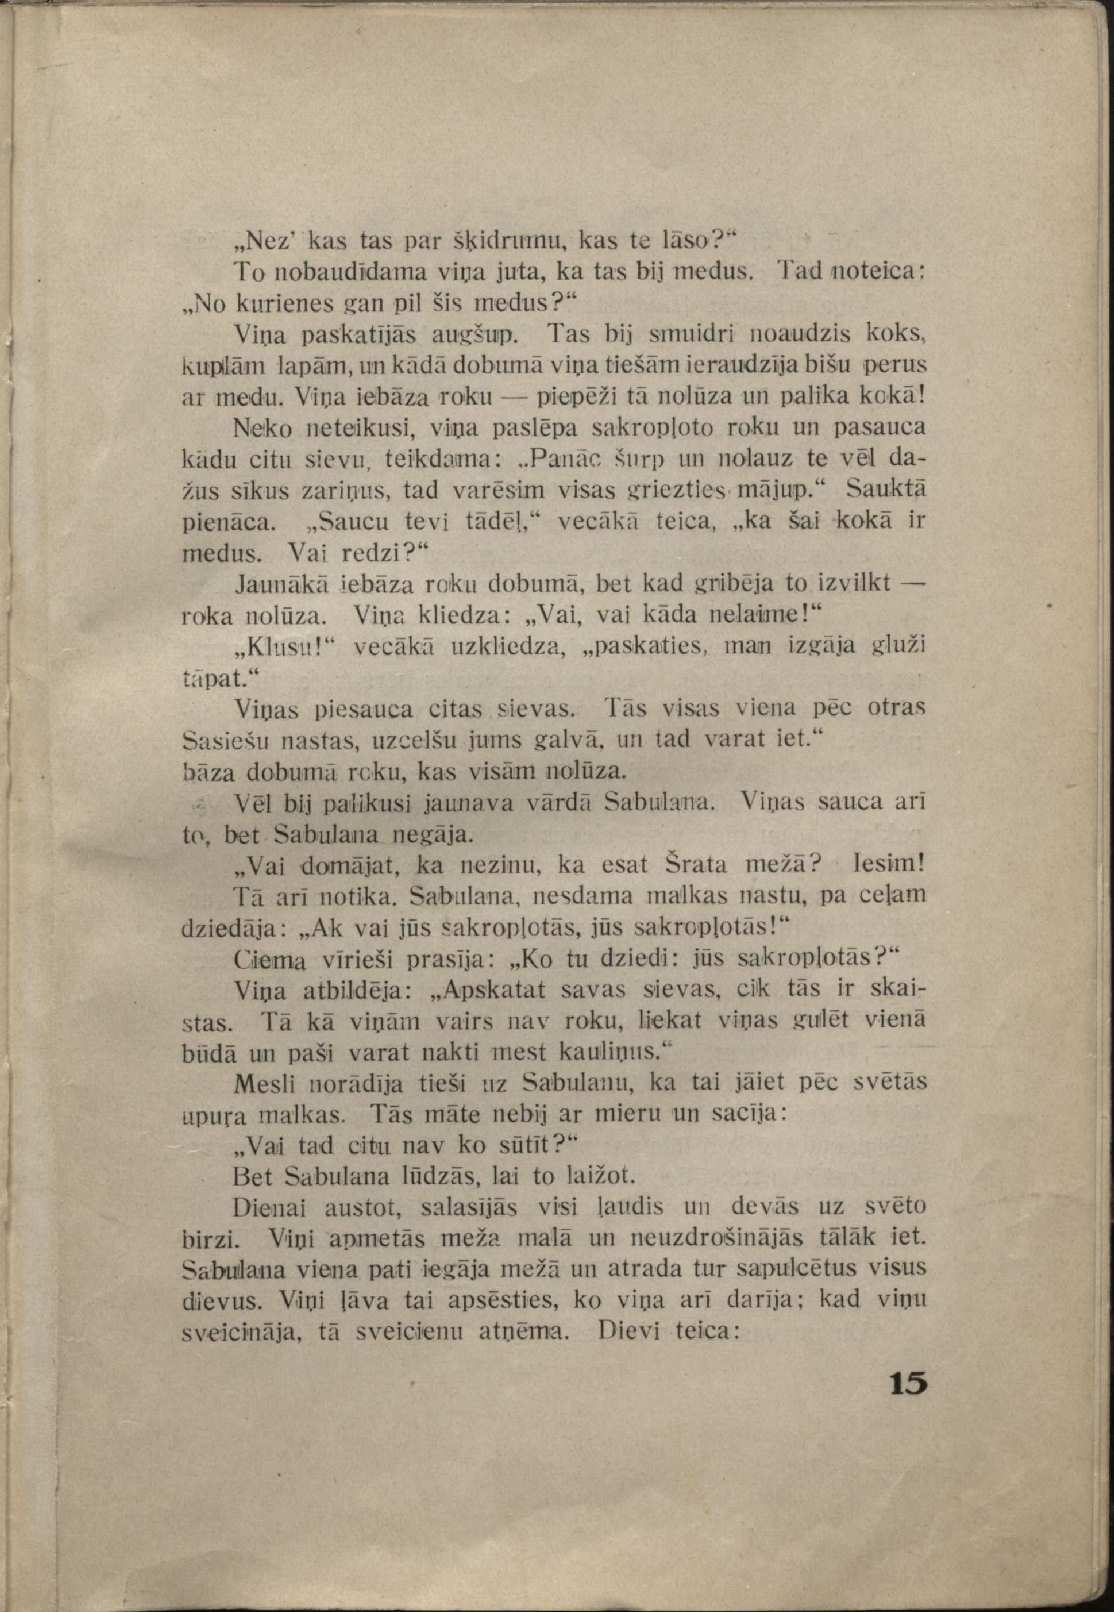 „Nez’ kas tas par šķidrumu, kas te lāso?“
To nobaudīdama viņa juta, ka tas bij medus. Tad noteica:
„No kurienes gan pil šis medus?“
Viņa paskatījās augšup. Tas bij smuidri noaudzis koks,
kuplām lapām, un kādā dobumā viņa tiešām ieraudzīja bišu perus
ar medu. Viņa iebāza roku — piepēži tā nolūza un palika kokā!
Neko neteikusi, viņa paslēpa sakropļoto roku un pasauca
kādu citu sievu, teikdama: „Panāc šurp un nolauz te vēl da-
žus sīkus zariņus, tad varēsim visas griezties mājup.“ Sauktā
pienāca. „Saucu tevi tādēļ,“ vecākā teica, „ka šai kokā ir
medus. Vai redzi?“
Jaunākā iebāza roku dobumā, bet kad gribēja to izvilkt —
roka nolūza. Viņa kliedza: „Vai, vai kāda nelaime!“
„Klusu!“ vecākā uzkliedza, „paskaties, man izgāja gluži
tāpat.“
Viņas piesauca citas sievas. Tās visas viena pēc otras
Sasiešu nastas, uzcelšu jums galvā, un tad varat iet.“
bāza dobumā roku, kas visām nolūza.
Vēl bij palikusi jaunava vārdā Sabulana. Viņas sauca arī
to, bet Sabulana negāja.
„Vai domājat, ka nezinu, ka esat Šrata mežā? Iesim!
Tā arī notika. Sabulana, nesdama malkas nastu, pa ceļam
dziedāja: „Ak vai jūs sakropļotās, jūs sakropļotās!“
Ciema vīrieši prasīja: „Ko tu dziedi: jūs sakropļotās?“
Viņa atbildēja: „Apskatat savas sievas, cik tās ir skai-
stas. Tā kā viņām vairs nav roku, liekat viņas gulēt vienā
būdā un paši varat nakti mest kauliņus.“
Mesli norādīja tieši uz Sabulanu, ka tai jāiet pēc svētās
upuŗa malkas. Tās māte nebij ar mieru un sacīja:
„Vai tad citu nav ko sūtīt?“
Bet Sabulana lūdzās, lai to laižot.
Dienai austot, salasījās visi ļaudis un devās uz svēto
birzi. Viņi apmetās meža malā un neuzdrošinājās tālāk iet.
Sabulana viena pati iegāja mežā un atrada tur sapulcētus visus
dievus. Viņi ļāva tai apsēsties, ko viņa arī darīja; kad viņu
sveicināja, tā sveicienu atņēma. Dievi teica:
15